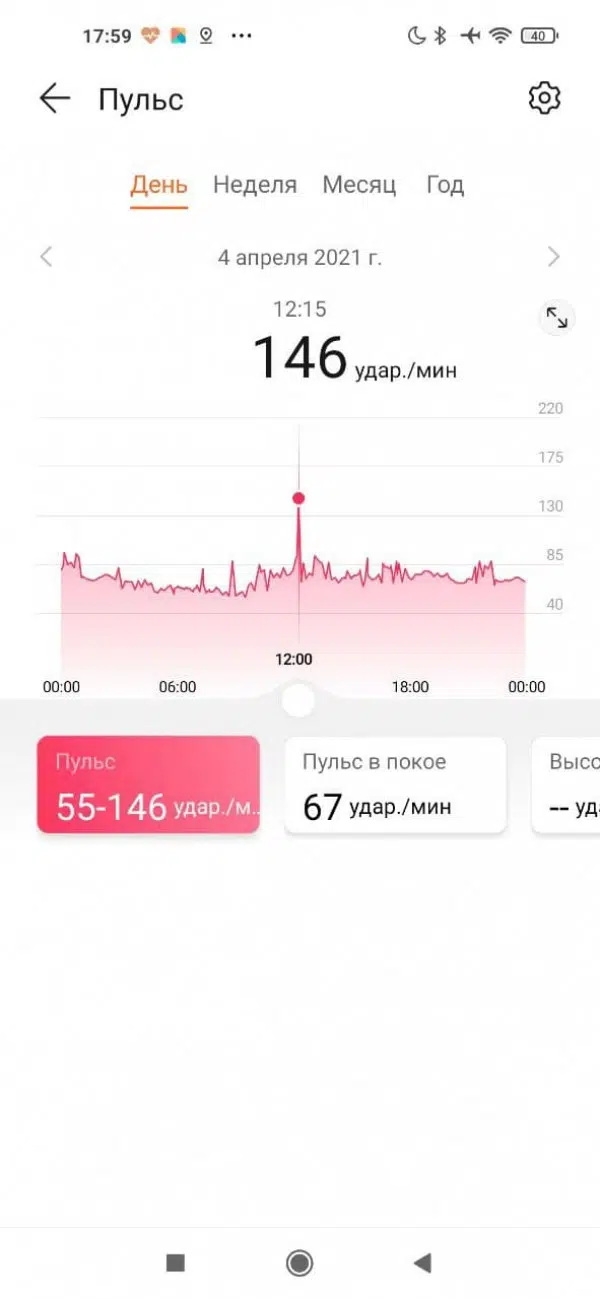 17:59 40
Пульс
День Неделя Месяц Год
4 апреля 2021 г.
12:15
146 удар./мин
220
175
130
85
40
12:00
00:00 06:00 18:00 00:00
Пульс Пульс в покое Высо
55-146 удар./м... 67 удар./мин -- уд